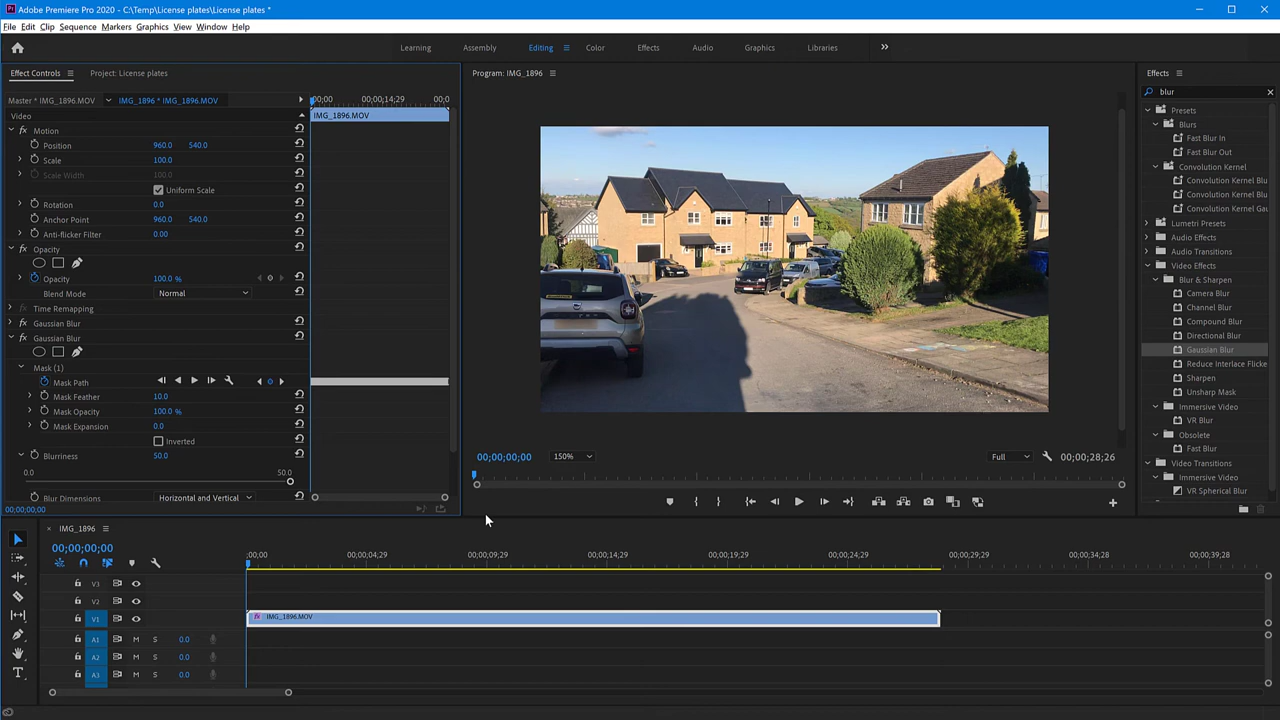 Adobe Premiere Pro 2020 - C:\Temp\License plates\License plates *
File Edit Clip Sequence Markers Graphics View Window Help
Learning Assembly Editing Color Effects Audio Graphics Libraries
Effect Controls Project: License plates
Program: IMG_1896
Effects
Master * IMG_1896.MOV IMG_1896 * IMG_1896.MOV
:00;00 00;00;14;29 00;0
blur
Video
IMG_1896.MOV
Motion
Position 960.0 540.0
Scale 100.0
Scale Width 100.0
Uniform Scale
Rotation 0.0
Anchor Point 960.0 540.0
Anti-flicker Filter 0.00
Opacity
Opacity 100.0 %
Blend Mode Normal
Time Remapping
Gaussian Blur
Gaussian Blur
Mask (1)
Mask Path
Mask Feather 10.0
Mask Opacity 100.0 %
Mask Expansion 0.0
Inverted
Blurriness 50.0
0.0 50.0
Blur Dimensions Horizontal and Vertical
00;00;00;00
00;00;00;00 150% Full 00;00;28;26
Presets
Blurs
Fast Blur In
Fast Blur Out
Convolution Kernel
Convolution Kernel Blu
Convolution Kernel Blu
Convolution Kernel Gau
Lumetri Presets
Audio Effects
Audio Transitions
Video Effects
Blur & Sharpen
Camera Blur
Channel Blur
Compound Blur
Directional Blur
Gaussian Blur
Reduce Interlace Flicke
Sharpen
Unsharp Mask
Immersive Video
VR Blur
Obsolete
Fast Blur
Video Transitions
Immersive Video
VR Spherical Blur
IMG_1896
00;00;00;00
:00;00 00;00;04;29 00;00;09;29 00;00;14;29 00;00;19;29 00;00;24;29 00;00;29;29 00;00;34;28 00;00;39;28
V3
V2
V1 IMG_1896.MOV
A1 M S 0.0
A2 M S 0.0
A3 M S 0.0